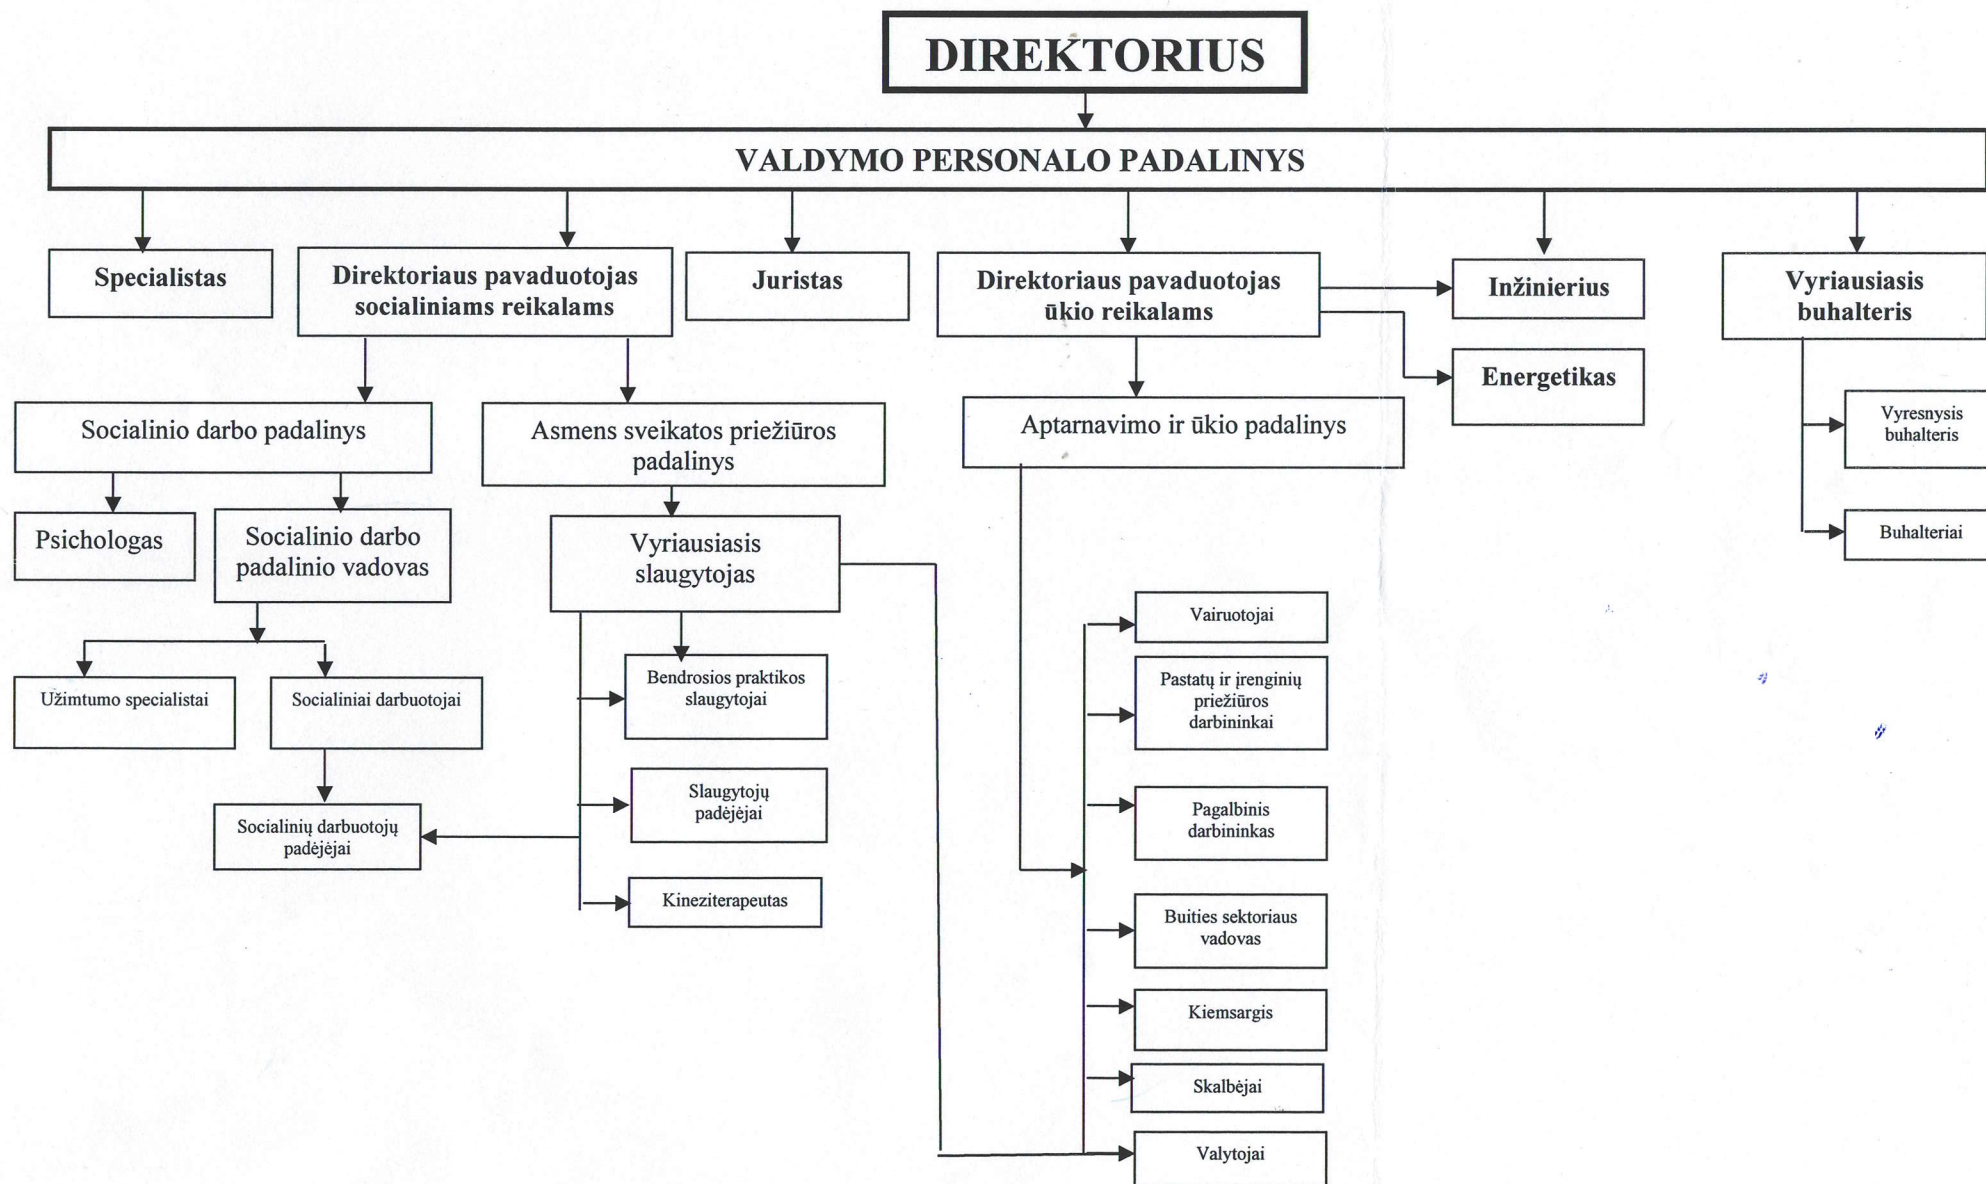 DIREKTORIUS
VALDYMO PERSONALO PADALINYS
Specialistas
Direktoriaus pavaduotojas
socialiniams reikalams
Juristas
Direktoriaus pavaduotojas
ūkio reikalams
Inžinierius
Vyriausiasis
buhalteris
Energetikas
Socialinio darbo padalinys
Asmens sveikatos priežiūros
padalinys
Aptarnavimo ir ūkio padalinys
Vyresnysis
buhalteris
Psichologas
Socialinio darbo
padalinio vadovas
Vyriausiasis
slaugytojas
Buhalteriai
Vairuotojai
Užimtumo specialistai
Socialiniai darbuotojai
Bendrosios praktikos
slaugytojai
Pastatų ir įrenginių
priežiūros
darbininkai
Slaugytojų
padėjėjai
Pagalbinis
darbininkas
Socialinių darbuotojų
padėjėjai
Kineziterapeutas
Buities sektoriaus
vadovas
Kiemsargis
Skalbėjai
Valytojai